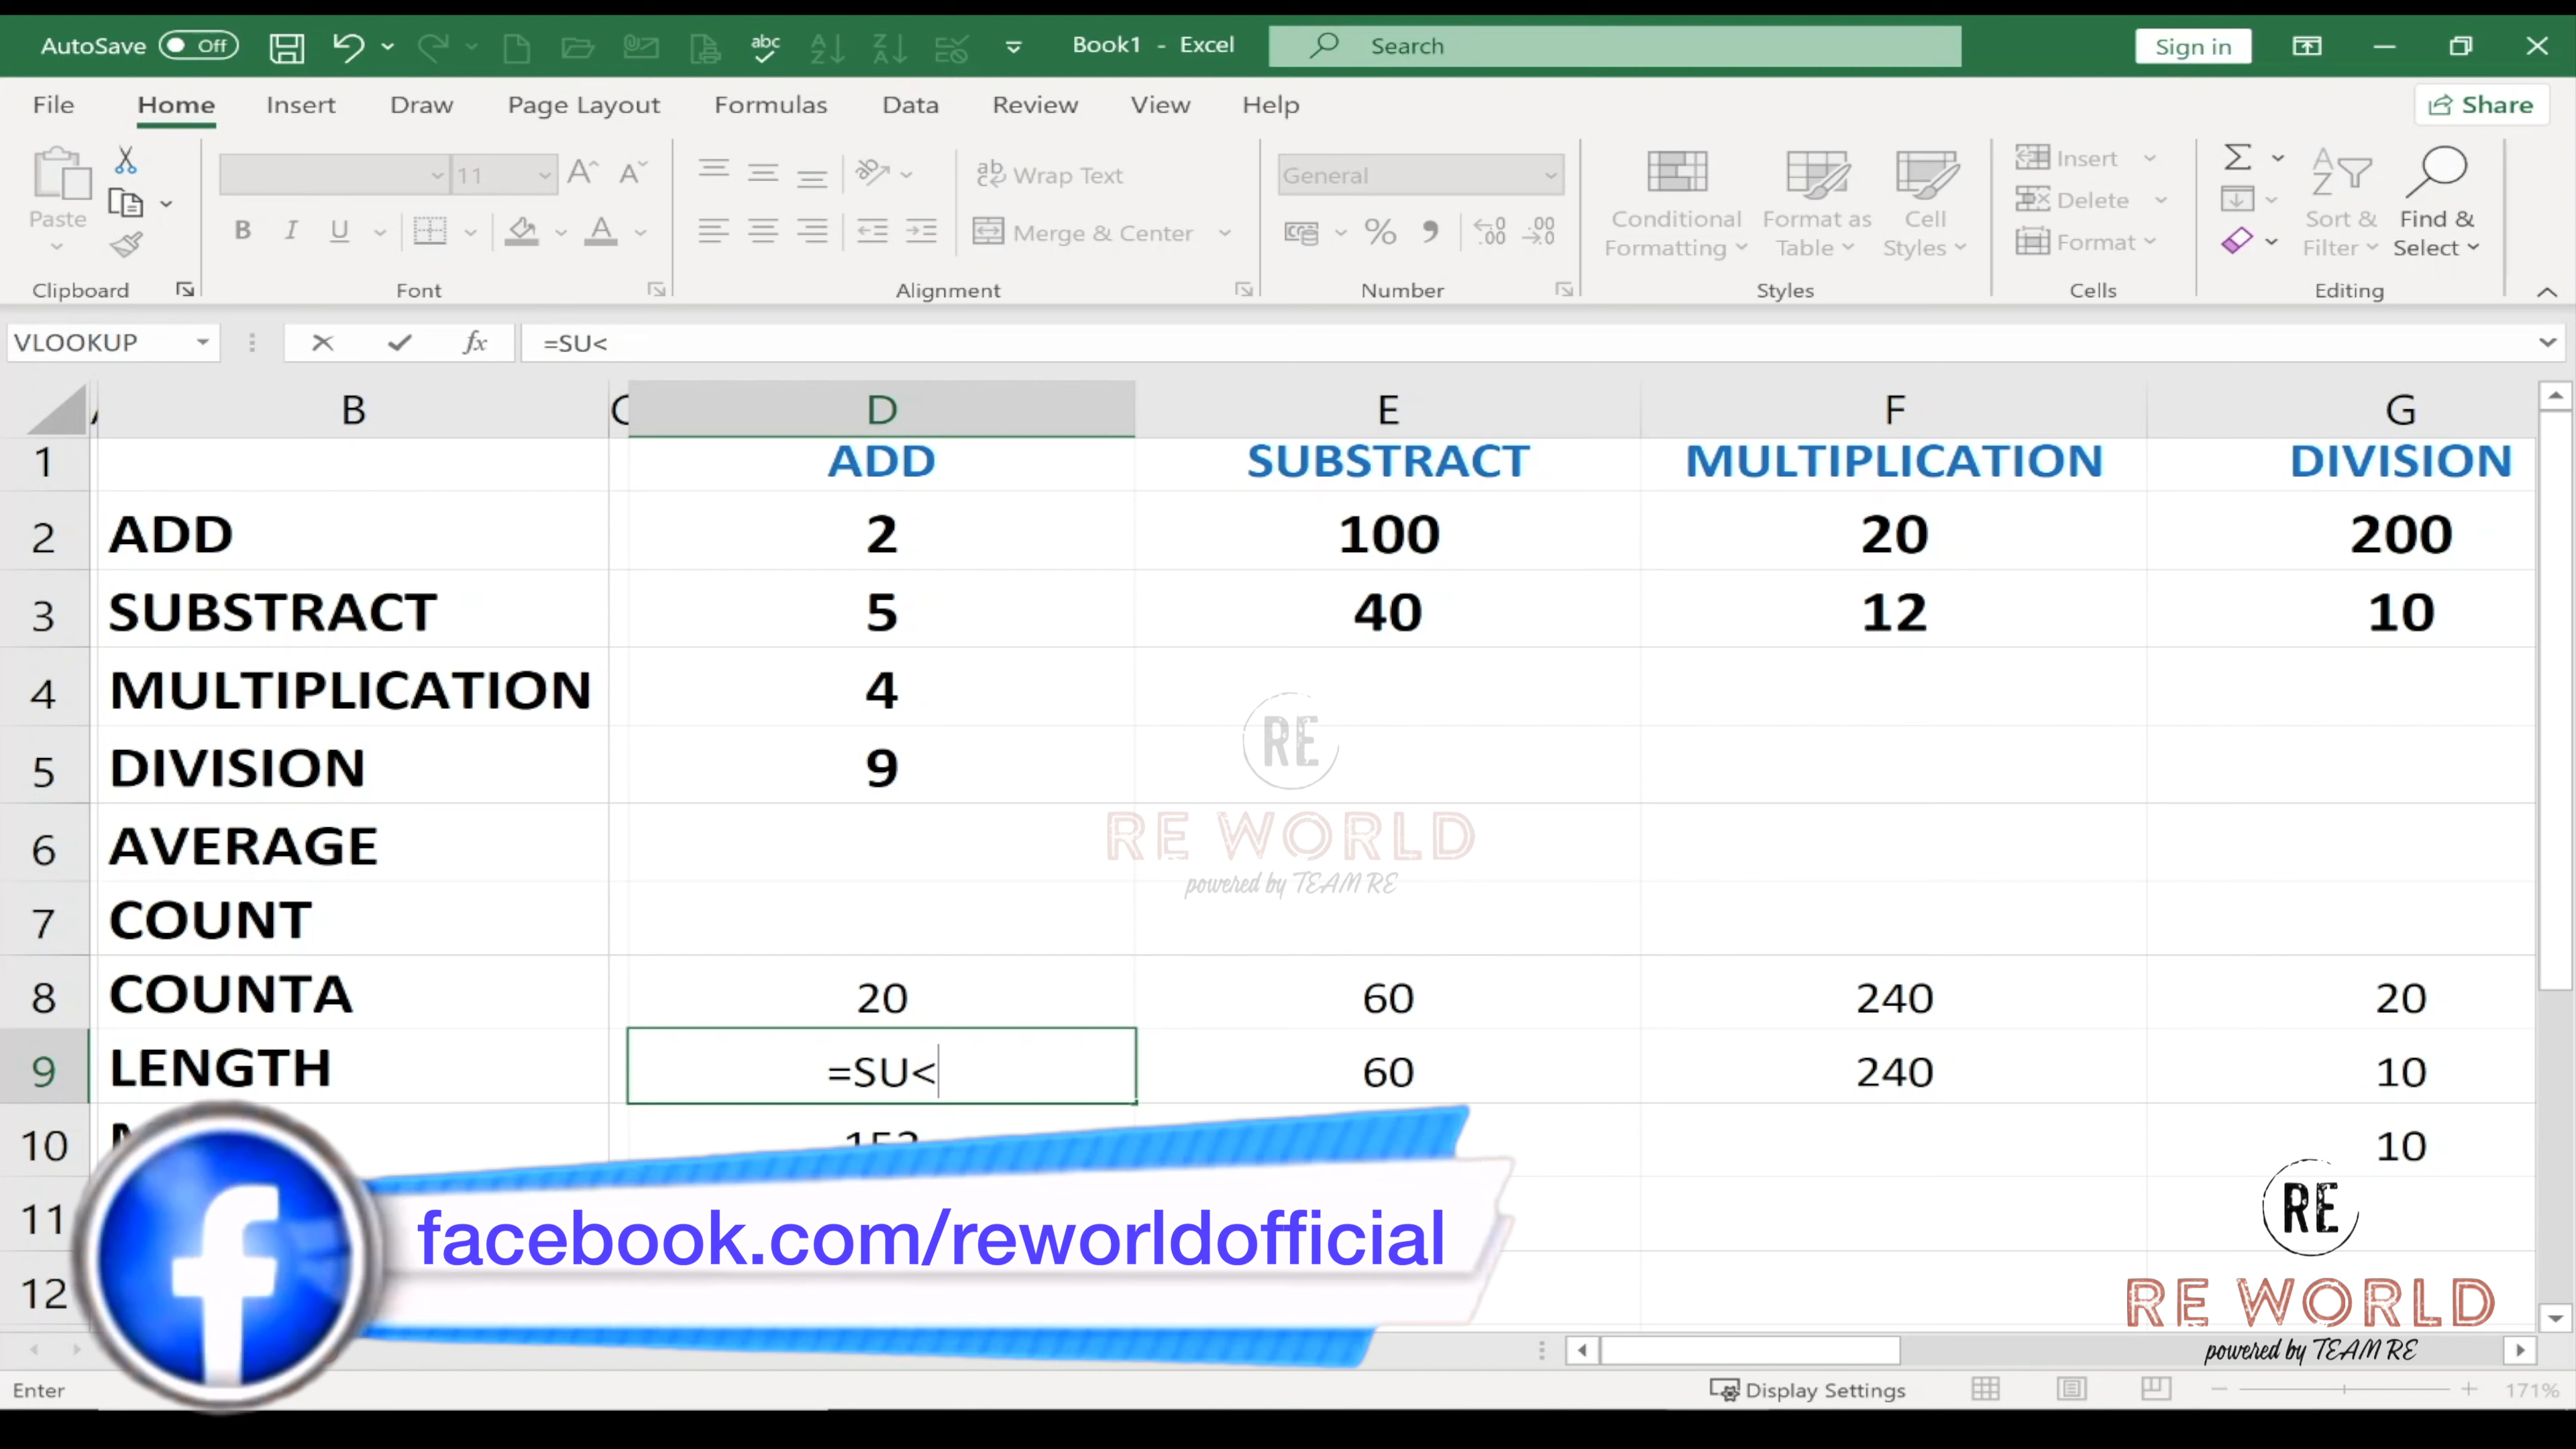 AutoSave Off abc Book1 - Excel Search Sign in
File Home Insert Draw Page Layout Formulas Data Review View Help Share
Paste 11 Wrap Text General Conditional Formatting Format as Table Cell Styles Insert Delete Format Sort & Filter Find & Select
B I U Merge & Center
Clipboard Font Alignment Number Styles Cells Editing
VLOOKUP fx =SU<
B C D E F G
1 ADD SUBSTRACT MULTIPLICATION DIVISION
2 ADD 2 100 20 200
3 SUBSTRACT 5 40 12 10
4 MULTIPLICATION 4
5 DIVISION 9
RE
RE WORLD
powered by TEAM RE
6 AVERAGE
7 COUNT
8 COUNTA 20 60 240 20
9 LENGTH =SU< 60 240 10
10 10
11
12
facebook.com/reworldofficial
RE
RE WORLD
powered by TEAM RE
Enter Display Settings 171%